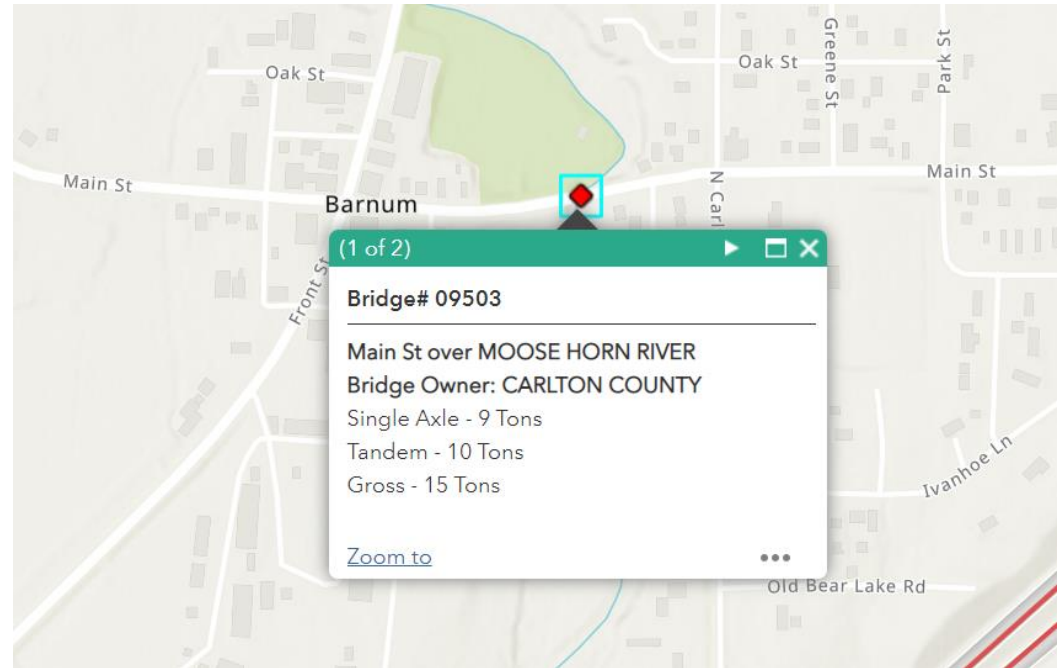 Greene St
Park St
Oak St
Oak St
Main St
Main St
Barnum
N Carl
(1 of 2)
Front St
Bridge# 09503
Main St over MOOSE HORN RIVER
Bridge Owner: CARLTON COUNTY
Single Axle - 9 Tons
Tandem - 10 Tons
Gross - 15 Tons
Ivanhoe Ln
Zoom to
Old Bear Lake Rd